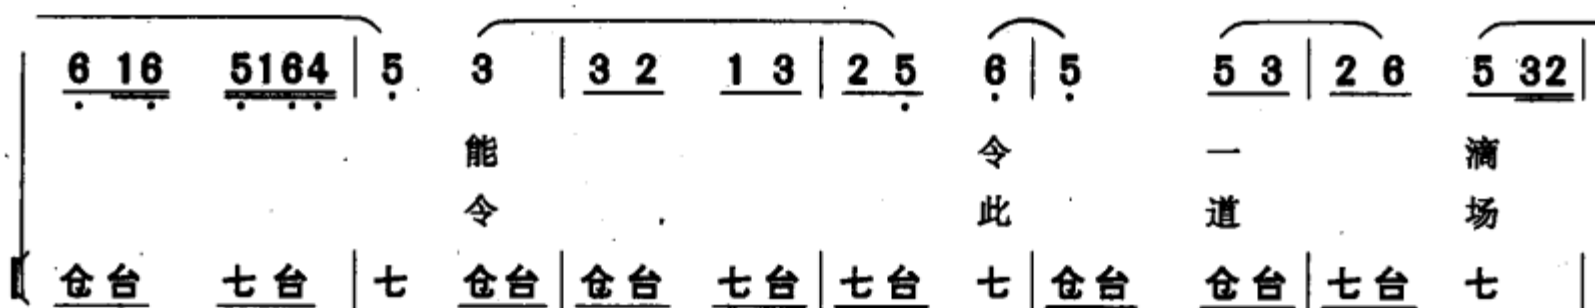 6 16 5164 | 5 3 | 3 2 1 3 | 2 5 6 | 5 5 3 | 2 6 5 32 |
能 令 一 滴
令 此 道 场
仓台 七台 | 七 仓台 | 仓台 七台 | 七台 七 | 仓台 仓台 | 七台 七 |